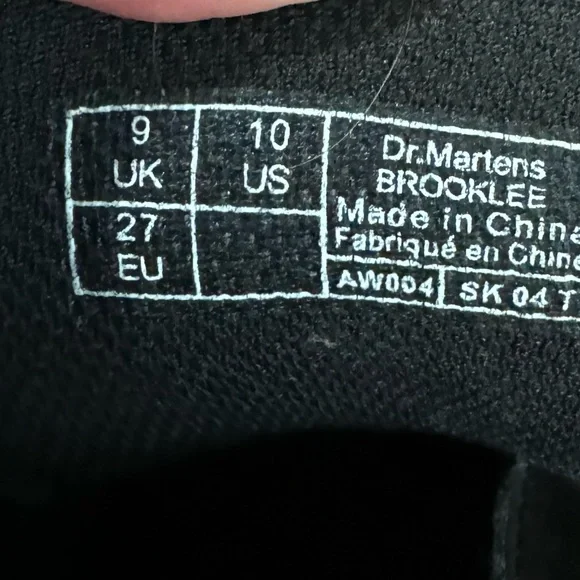 9
UK
10
US
27
EU
Dr.Martens
BROOKLEE
Made in China
Fabriqué en Chine
AW004
SK 04 T